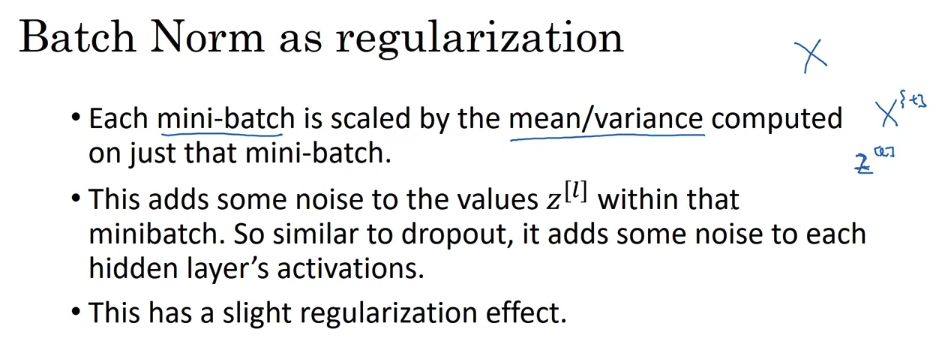 Batch Norm as regularization
X
• Each mini-batch is scaled by the mean/variance computed
on just that mini-batch.
X^{t}
z^[l]
• This adds some noise to the values z^[l] within that
minibatch. So similar to dropout, it adds some noise to each
hidden layer's activations.
• This has a slight regularization effect.